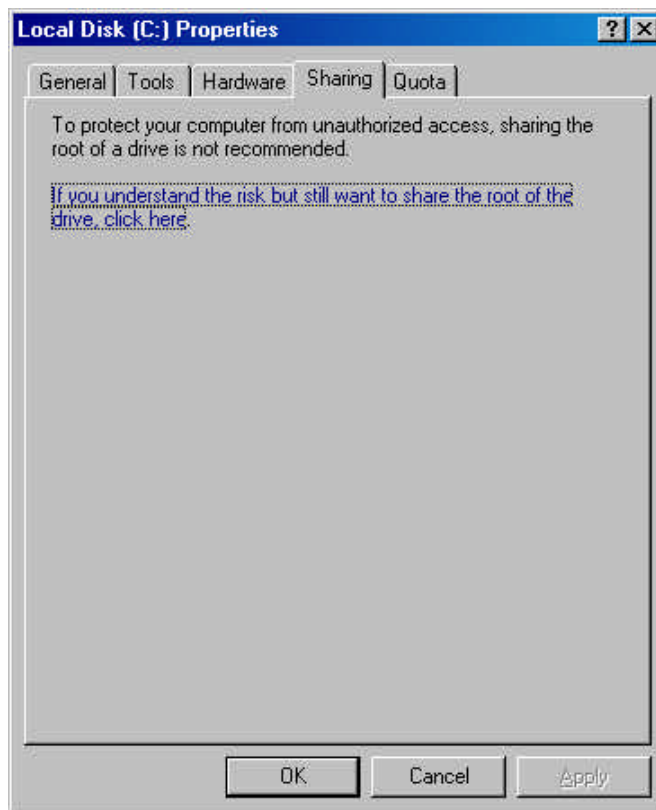 Local Disk (C:) Properties
General Tools Hardware Sharing Quota
To protect your computer from unauthorized access, sharing the
root of a drive is not recommended.
If you understand the risk but still want to share the root of the
drive, click here.
OK Cancel Apply